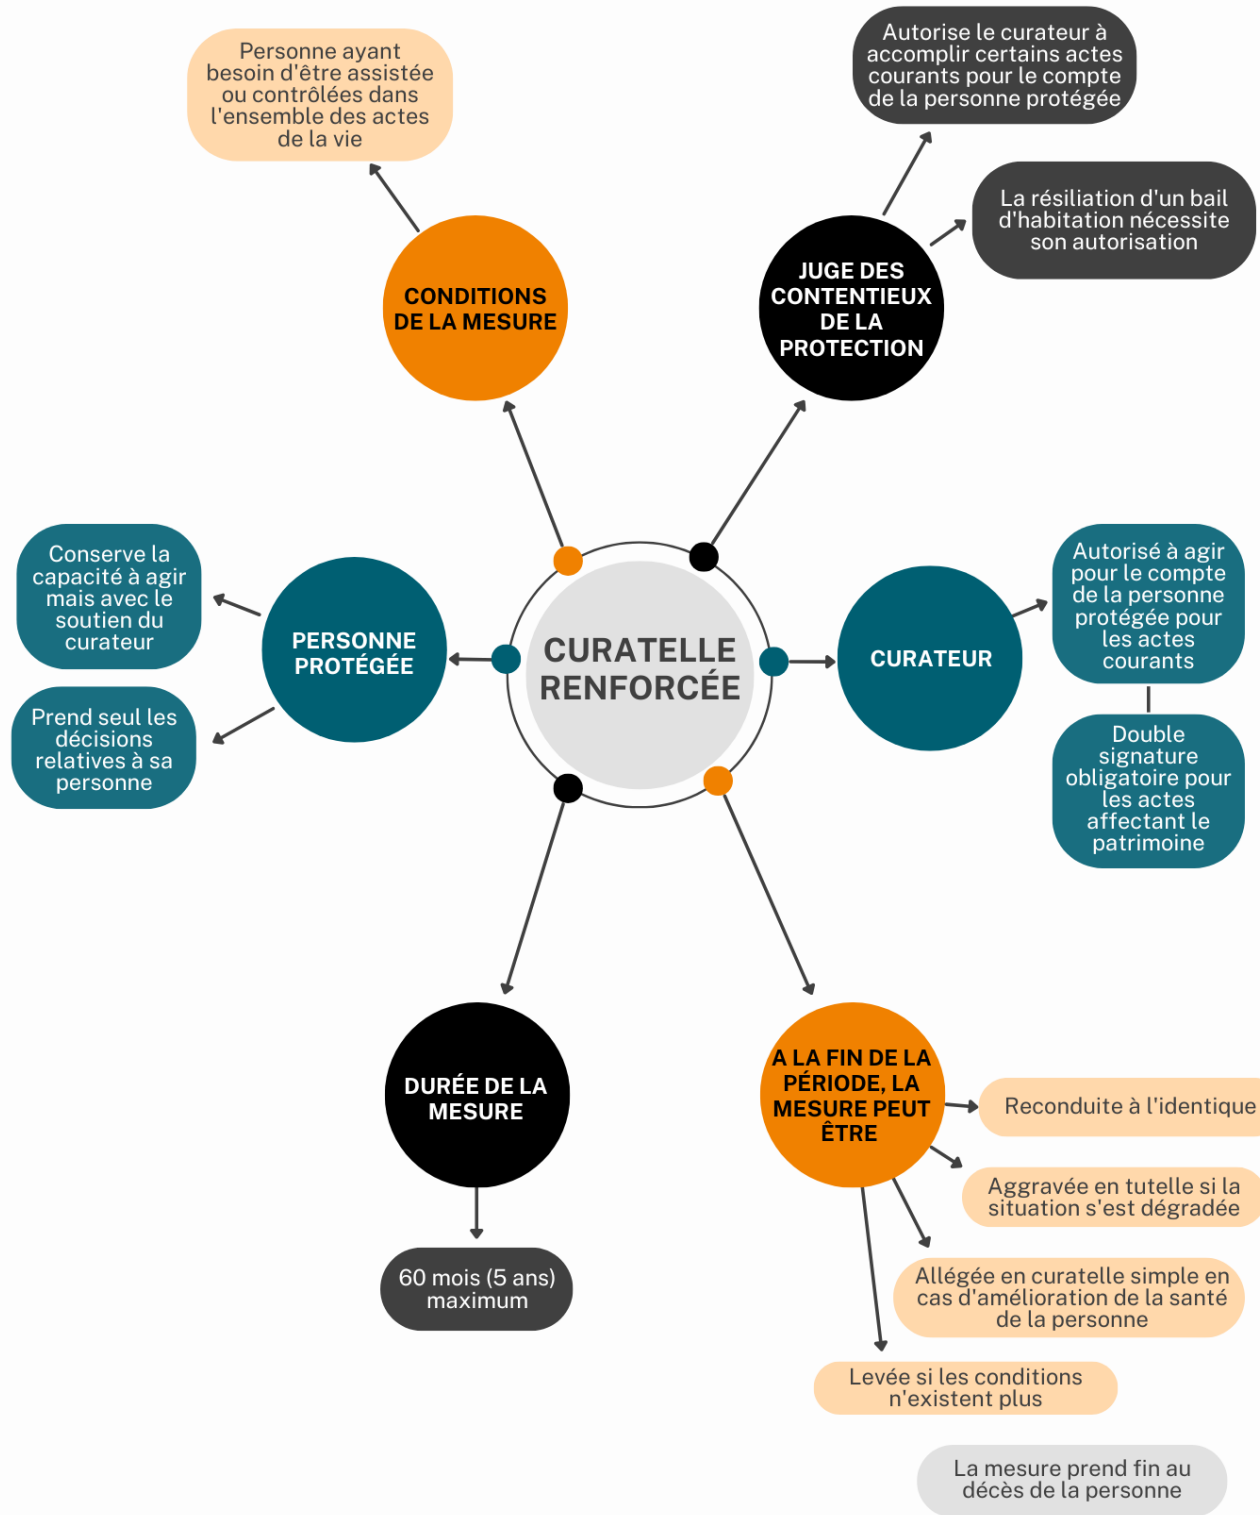 Personne ayant
besoin d'être assistée
ou contrôlées dans
l'ensemble des actes
de la vie
CONDITIONS
DE LA MESURE
Autorise le curateur à
accomplir certains actes
courants pour le compte
de la personne protégée
La résiliation d'un bail
d'habitation nécessite
son autorisation
JUGE DES
CONTENTIEUX
DE LA
PROTECTION
Conserve la
capacité à agir
mais avec le
soutien du
curateur
Prend seul les
décisions
relatives à sa
personne
PERSONNE
PROTÉGÉE
CURATELLE
RENFORCÉE
CURATEUR
Autorisé à agir
pour le compte
de la personne
protégée pour
les actes
courants
Double
signature
obligatoire pour
les actes
affectant le
patrimoine
DURÉE DE LA
MESURE
60 mois (5 ans)
maximum
A LA FIN DE LA
PÉRIODE, LA
MESURE PEUT
ÊTRE
Reconduite à l'identique
Aggravée en tutelle si la
situation s'est dégradée
Allégée en curatelle simple en
cas d'amélioration de la santé
de la personne
Levée si les conditions
n'existent plus
La mesure prend fin au
décès de la personne